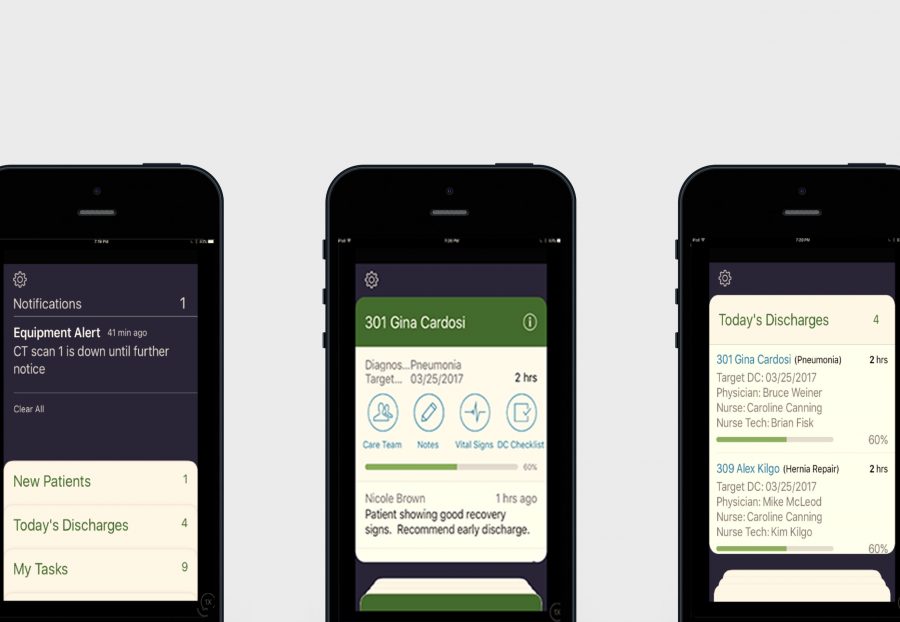 7:19 PM
Notifications 1
Equipment Alert 41 min ago
CT scan 1 is down until further
notice
Clear All
New Patients 1
Today's Discharges 4
My Tasks 9
1X
iPad 7:20 PM
301 Gina Cardosi
Diagnos...Pneumonia
Target... 03/25/2017 2 hrs
Care Team Notes Vital Signs DC Checklist
60%
Nicole Brown 1 hrs ago
Patient showing good recovery
signs. Recommend early discharge.
1X
iPad 7:20 PM
Today's Discharges 4
301 Gina Cardosi (Pneumonia) 2 hrs
Target DC: 03/25/2017
Physician: Bruce Weiner
Nurse: Caroline Canning
Nurse Tech: Brian Fisk
60%
309 Alex Kilgo (Hernia Repair) 2 hrs
Target DC: 03/25/2017
Physician: Mike McLeod
Nurse: Caroline Canning
Nurse Tech: Kim Kilgo
60%